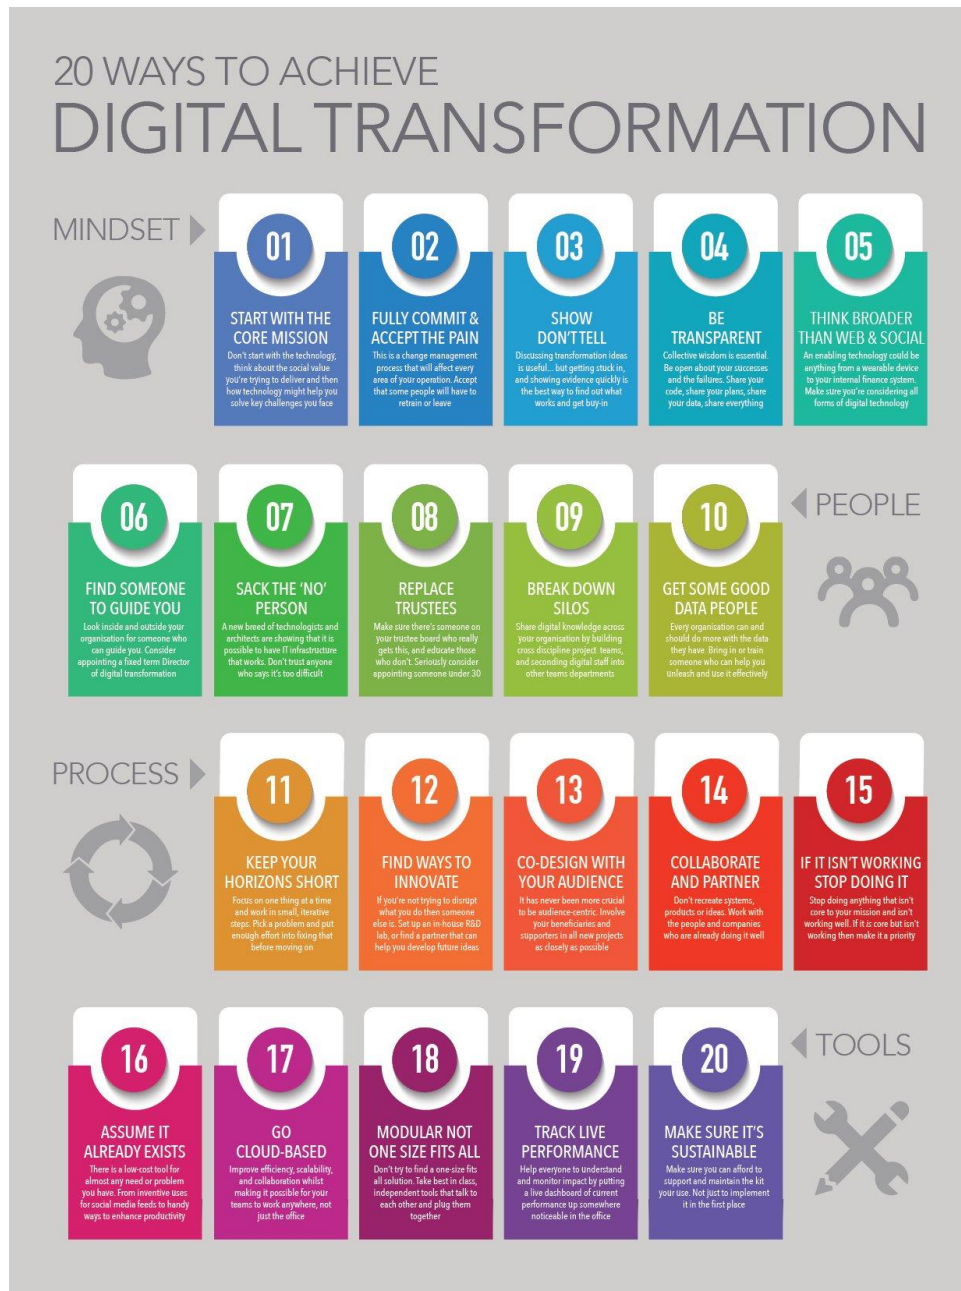 20 WAYS TO ACHIEVE
DIGITAL TRANSFORMATION
MINDSET
01
START WITH THE
CORE MISSION
Don't start with the technology,
think about the social value
you're trying to deliver and then
how technology might help you
solve key challenges you face
02
FULLY COMMIT &
ACCEPT THE PAIN
This is a change management
process that will affect every
area of your operation. Accept
that some people will have to
retrain or leave
03
SHOW
DON'T TELL
Discussing transformation ideas
is useful... but getting stuck in,
and showing evidence quickly is
the best way to find out what
works and get buy-in
04
BE
TRANSPARENT
Collective wisdom is essential.
Be open about your successes
and the failures. Share your
code, share your plans, share
your data, share everything
05
THINK BROADER
THAN WEB & SOCIAL
An enabling technology could be
anything from a wearable device
to your internal finance system.
Make sure you're considering all
forms of digital technology
PEOPLE
06
FIND SOMEONE
TO GUIDE YOU
Look inside and outside your
organisation for someone who
can guide you. Consider
appointing a fixed term Director
of digital transformation
07
SACK THE 'NO'
PERSON
A new breed of technologists and
architects are showing that it is
possible to have IT infrastructure
that works. Don't trust anyone
who says it's too difficult
08
REPLACE
TRUSTEES
Make sure there's someone on
your trustee board who really
gets this, and educate those
who don't. Seriously consider
appointing someone under 30
09
BREAK DOWN
SILOS
Share digital knowledge across
your organisation by building
cross discipline project teams,
and seconding digital staff into
other teams departments
10
GET SOME GOOD
DATA PEOPLE
Every organisation can and
should do more with the data
they have. Bring in or train
someone who can help you
unleash and use it effectively
PROCESS
11
KEEP YOUR
HORIZONS SHORT
Focus on one thing at a time
and work in small, iterative
steps. Pick a problem and put
enough effort into fixing that
before moving on
12
FIND WAYS TO
INNOVATE
If you're not trying to disrupt
what you do then someone
else is. Set up an in-house R&D
lab, or find a partner that can
help you develop future ideas
13
CO-DESIGN WITH
YOUR AUDIENCE
It has never been more crucial
to be audience-centric. Involve
your beneficiaries and
supporters in all new projects
as closely as possible
14
COLLABORATE
AND PARTNER
Don't recreate systems,
products or ideas. Work with
the people and companies
who are already doing it well
15
IF IT ISN'T WORKING
STOP DOING IT
Stop doing anything that isn't
core to your mission and isn't
working well. If it is core but isn't
working then make it a priority
TOOLS
16
ASSUME IT
ALREADY EXISTS
There is a low-cost tool for
almost any need or problem
you have. From inventive uses
for social media feeds to handy
ways to enhance productivity
17
GO
CLOUD-BASED
Improve efficiency, scalability,
and collaboration whilst
making it possible for your
teams to work anywhere, not
just the office
18
MODULAR NOT
ONE SIZE FITS ALL
Don't try to find a one-size fits
all solution. Take best in class,
independent tools that talk to
each other and plug them
together
19
TRACK LIVE
PERFORMANCE
Help everyone to understand
and monitor impact by putting
a live dashboard of current
performance up somewhere
noticeable in the office
20
MAKE SURE IT'S
SUSTAINABLE
Make sure you can afford to
support and maintain the kit
your use. Not just to implement
it in the first place